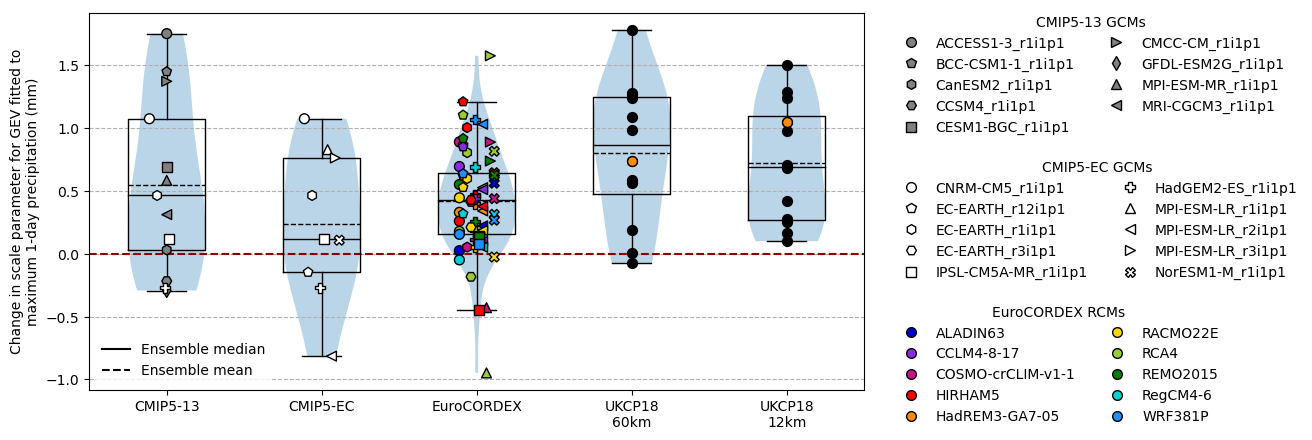 Change in scale parameter for GEV fitted to
maximum 1-day precipitation (mm)
1.5
1.0
0.5
0.0
−0.5
−1.0
Ensemble median
Ensemble mean
CMIP5-13
CMIP5-EC
EuroCORDEX
UKCP18
60km
UKCP18
12km
CMIP5-13 GCMs
ACCESS1-3_r1i1p1
BCC-CSM1-1_r1i1p1
CanESM2_r1i1p1
CCSM4_r1i1p1
CESM1-BGC_r1i1p1
CMCC-CM_r1i1p1
GFDL-ESM2G_r1i1p1
MPI-ESM-MR_r1i1p1
MRI-CGCM3_r1i1p1
CMIP5-EC GCMs
CNRM-CM5_r1i1p1
EC-EARTH_r12i1p1
EC-EARTH_r1i1p1
EC-EARTH_r3i1p1
IPSL-CM5A-MR_r1i1p1
HadGEM2-ES_r1i1p1
MPI-ESM-LR_r1i1p1
MPI-ESM-LR_r2i1p1
MPI-ESM-LR_r3i1p1
NorESM1-M_r1i1p1
EuroCORDEX RCMs
ALADIN63
CCLM4-8-17
COSMO-crCLIM-v1-1
HIRHAM5
HadREM3-GA7-05
RACMO22E
RCA4
REMO2015
RegCM4-6
WRF381P